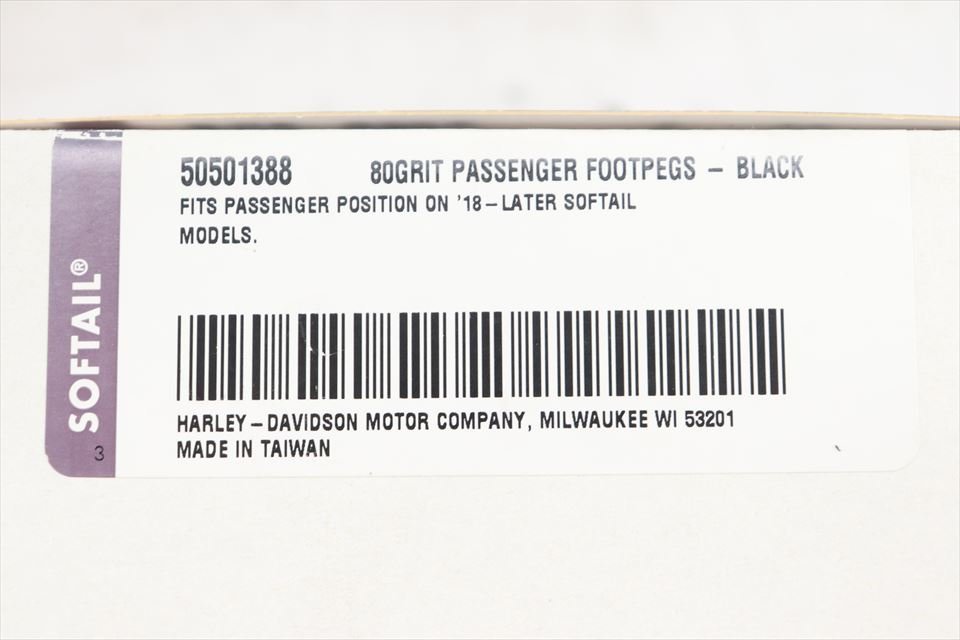 50501388 80GRIT PASSENGER FOOTPEGS – BLACK
FITS PASSENGER POSITION ON '18–LATER SOFTAIL
MODELS.
HARLEY–DAVIDSON MOTOR COMPANY, MILWAUKEE WI 53201
MADE IN TAIWAN
SOFTAIL®
3